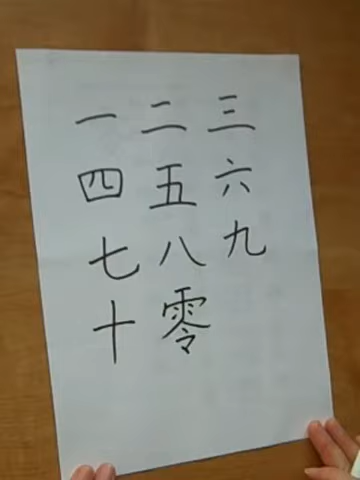 一 二 三
四 五 六
七 八 九
十 零